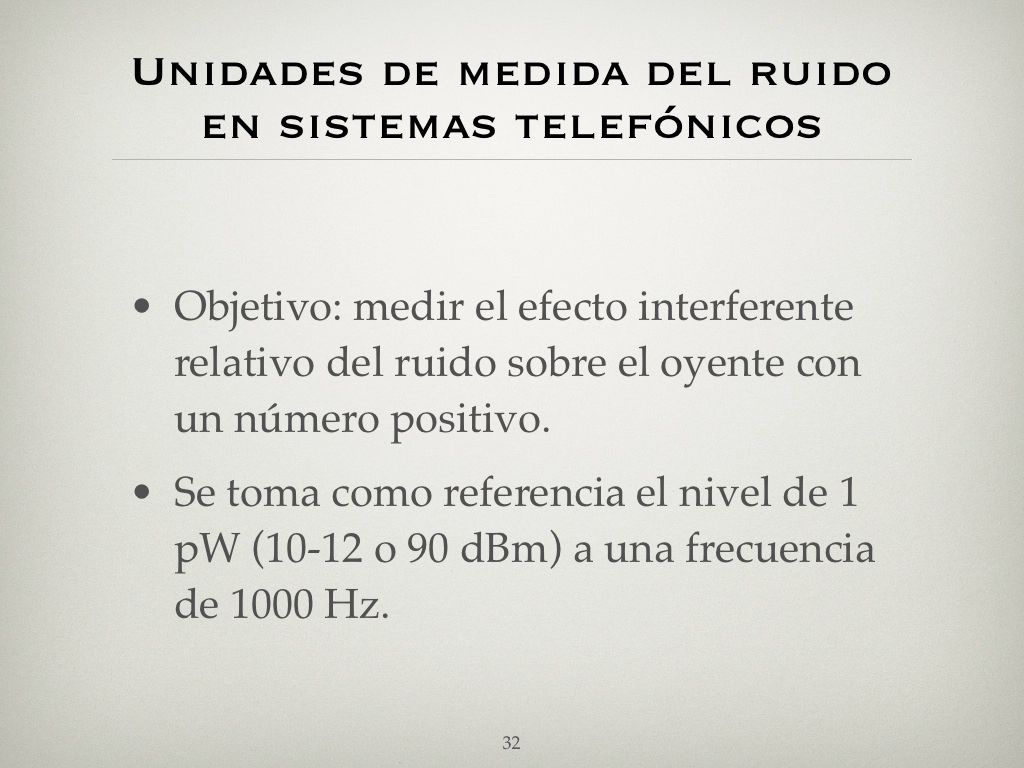 Unidades de medida del ruido
en sistemas telefónicos
• Objetivo: medir el efecto interferente
relativo del ruido sobre el oyente con
un número positivo.
• Se toma como referencia el nivel de 1
pW (10-12 o 90 dBm) a una frecuencia
de 1000 Hz.
32